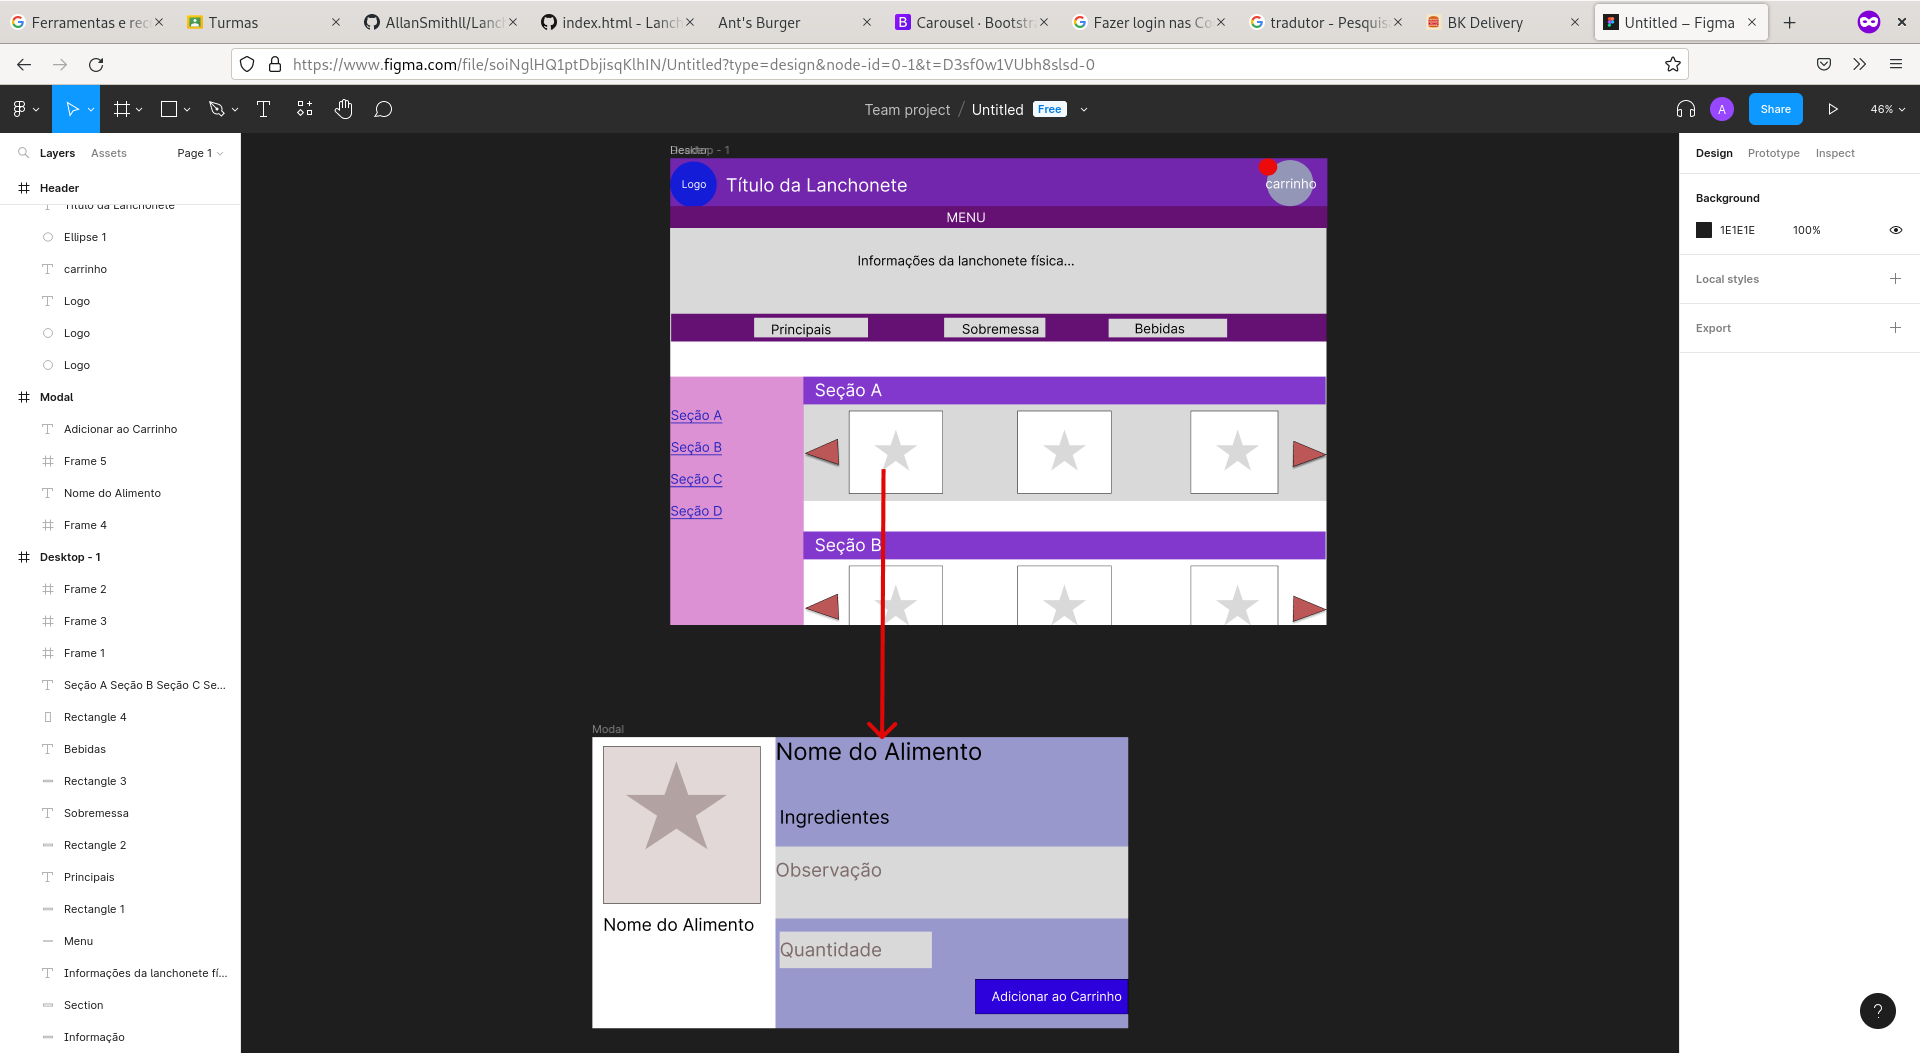 Ferramentas e rec
Turmas
AllanSmithll/Lanc
index.html - Lanch
Ant's Burger
Carousel · Bootstra
Fazer login nas Co
tradutor - Pesquis
BK Delivery
Untitled – Figma
https://www.figma.com/file/soiNglHQ1ptDbjisqKlhIN/Untitled?type=design&node-id=0-1&t=D3sf0w1VUbh8slsd-0
Team project / Untitled Free
A
Share
46%
Layers Assets Page 1
Header
Título da Lanchonete
Ellipse 1
carrinho
Logo
Logo
Logo
Modal
Adicionar ao Carrinho
Frame 5
Nome do Alimento
Frame 4
Desktop - 1
Frame 2
Frame 3
Frame 1
Seção A Seção B Seção C Se...
Rectangle 4
Bebidas
Rectangle 3
Sobremessa
Rectangle 2
Principais
Rectangle 1
Menu
Informações da lanchonete fí...
Section
Informação
Desktop - 1
Logo
Título da Lanchonete
carrinho
MENU
Informações da lanchonete física...
Principais
Sobremessa
Bebidas
Seção A
Seção B
Seção C
Seção D
Seção A
Seção B
Modal
Nome do Alimento
Nome do Alimento
Ingredientes
Observação
Quantidade
Adicionar ao Carrinho
Design Prototype Inspect
Background
1E1E1E 100%
Local styles
Export
?